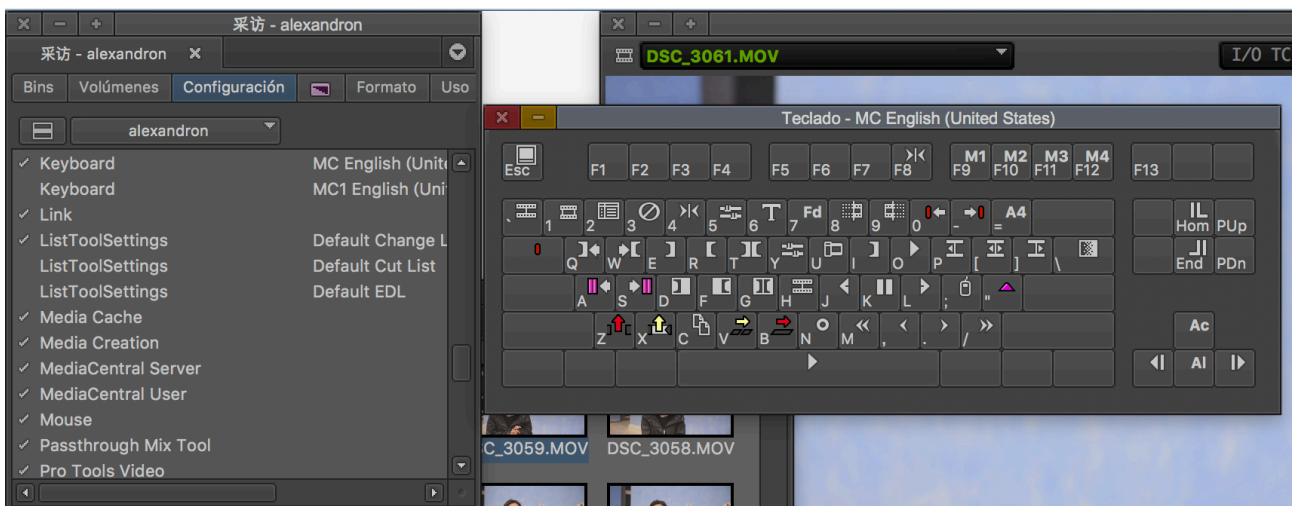 采访 - alexandron
采访 - alexandron
Bins Volúmenes Configuración Formato Uso
alexandron
Keyboard MC English (Unite
Keyboard MC1 English (Uni
Link
ListToolSettings Default Change L
ListToolSettings Default Cut List
ListToolSettings Default EDL
Media Cache
Media Creation
MediaCentral Server
MediaCentral User
Mouse
Passthrough Mix Tool
Pro Tools Video
DSC_3061.MOV I/O TC
Teclado - MC English (United States)
Esc F1 F2 F3 F4 F5 F6 F7 F8 M1 F9 M2 F10 M3 F11 M4 F12 F13
` 1 2 3 4 5 6 7 Fd 8 9 0 - = A4 Hom PUp
Q W E R T Y U I O P [ ] \ End PDn
A S D F G H J K L ; "
Z X C V B N M , . / Ac
Al
C_3059.MOV DSC_3058.MOV